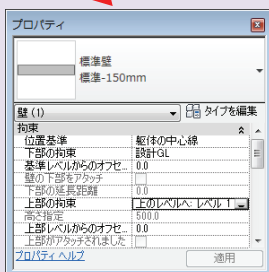 プロパティ
標準壁
標準-150mm
壁 (1)
タイプを編集
拘束
位置基準 躯体の中心線
下部の拘束 設計GL
基準レベルからのオフセ... 0.0
壁の下部をアタッチ
下部の延長距離 0.0
上部の拘束 上のレベルへ: レベル 1
高さ指定 500.0
上部レベルからのオフセ... 0.0
上部がアタッチされました
プロパティ ヘルプ
適用